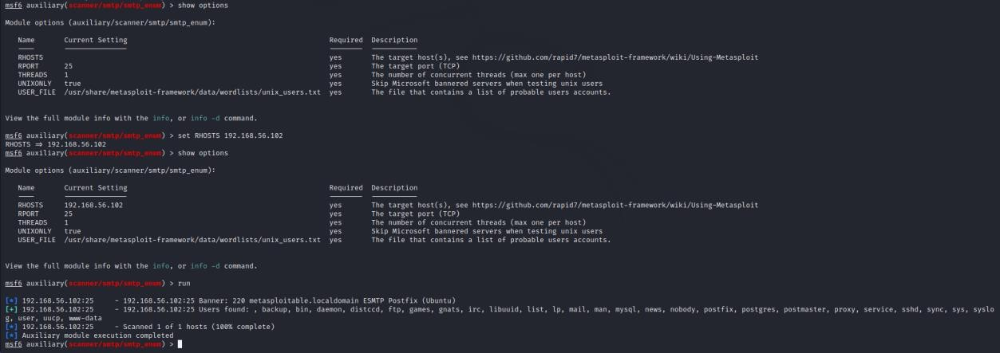 msf6 auxiliary(scanner/smtp/smtp_enum) > show options
Module options (auxiliary/scanner/smtp/smtp_enum):
Name Current Setting Required Description
RHOSTS yes The target host(s), see https://github.com/rapid7/metasploit-framework/wiki/Using-Metasploit
RPORT 25 yes The target port (TCP)
THREADS 1 yes The number of concurrent threads (max one per host)
UNIXONLY true yes Skip Microsoft bannered servers when testing unix users
USER_FILE /usr/share/metasploit-framework/data/wordlists/unix_users.txt yes The file that contains a list of probable users accounts.
View the full module info with the info, or info -d command.
msf6 auxiliary(scanner/smtp/smtp_enum) > set RHOSTS 192.168.56.102
RHOSTS => 192.168.56.102
msf6 auxiliary(scanner/smtp/smtp_enum) > show options
Module options (auxiliary/scanner/smtp/smtp_enum):
Name Current Setting Required Description
RHOSTS 192.168.56.102 yes The target host(s), see https://github.com/rapid7/metasploit-framework/wiki/Using-Metasploit
RPORT 25 yes The target port (TCP)
THREADS 1 yes The number of concurrent threads (max one per host)
UNIXONLY true yes Skip Microsoft bannered servers when testing unix users
USER_FILE /usr/share/metasploit-framework/data/wordlists/unix_users.txt yes The file that contains a list of probable users accounts.
View the full module info with the info, or info -d command.
msf6 auxiliary(scanner/smtp/smtp_enum) > run
[*] 192.168.56.102:25 - 192.168.56.102:25 Banner: 220 metasploitable.localdomain ESMTP Postfix (Ubuntu)
[+] 192.168.56.102:25 - 192.168.56.102:25 Users found: , backup, bin, daemon, distccd, ftp, games, gnats, irc, libuuid, list, lp, mail, man, mysql, news, nobody, postfix, postgres, postmaster, proxy, service, sshd, sync, sys, syslo
g, user, uucp, www-data
[*] 192.168.56.102:25 - Scanned 1 of 1 hosts (100% complete)
[*] Auxiliary module execution completed
msf6 auxiliary(scanner/smtp/smtp_enum) >